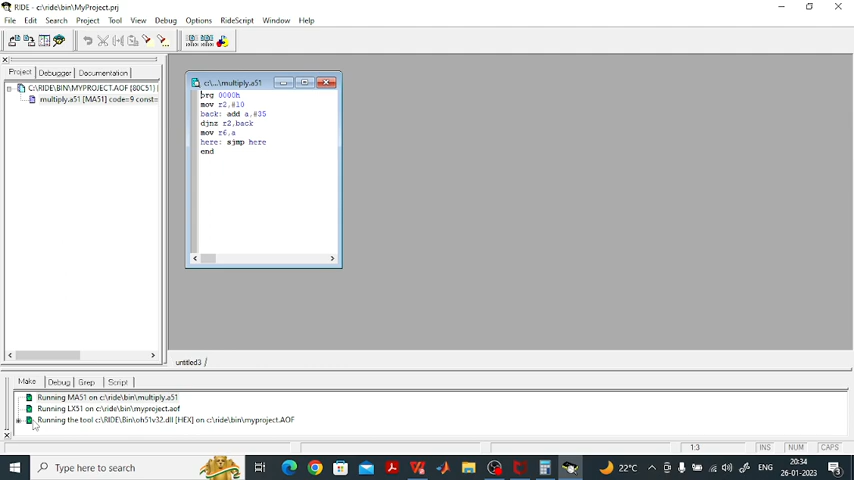 RIDE - c:\ride\bin\MyProject.prj
File Edit Search Project Tool View Debug Options RideScript Window Help
Project Debugger Documentation
C:\RIDE\BIN\MYPROJECT.AOF [80C51]
multiply.a51 [MA51] code=9 const=
c:\...\multiply.a51
org 0000h
mov r2,#10
back: add a,#35
djnz r2,back
mov r6,a
here: sjmp here
end
untitled3 /
Make Debug Grep Script
Running MA51 on c:\ride\bin\multiply.a51
Running LX51 on c:\ride\bin\myproject.aof
Running the tool c:\RIDE\Bin\oh51v32.dll [HEX] on c:\ride\bin\myproject.AOF
1:3 INS NUM CAPS
Type here to search
22°C
ENG
20:34
26-01-2023
3